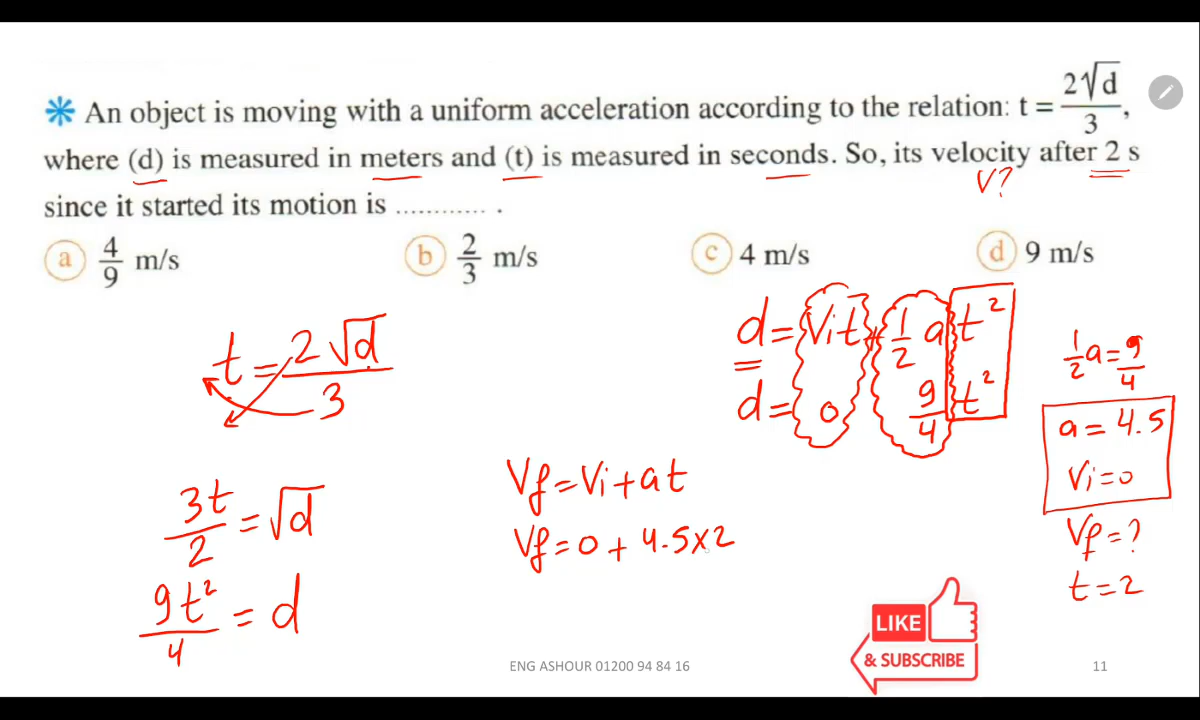 ✱ An object is moving with a uniform acceleration according to the relation: t = 2√d / 3,
where (d) is measured in meters and (t) is measured in seconds. So, its velocity after 2 s
V?
since it started its motion is ............ .
a 4/9 m/s b 2/3 m/s c 4 m/s d 9 m/s
t = 2√d / 3
3t/2 = √d
9t²/4 = d
d = Vit + 1/2 a t²
d = 0 9/4 t²
Vf = Vi + at
Vf = 0 + 4.5 × 2
1/2 a = 9/4
a = 4.5
Vi = 0
Vf = ?
t = 2
LIKE
& SUBSCRIBE
ENG ASHOUR 01200 94 84 16
11